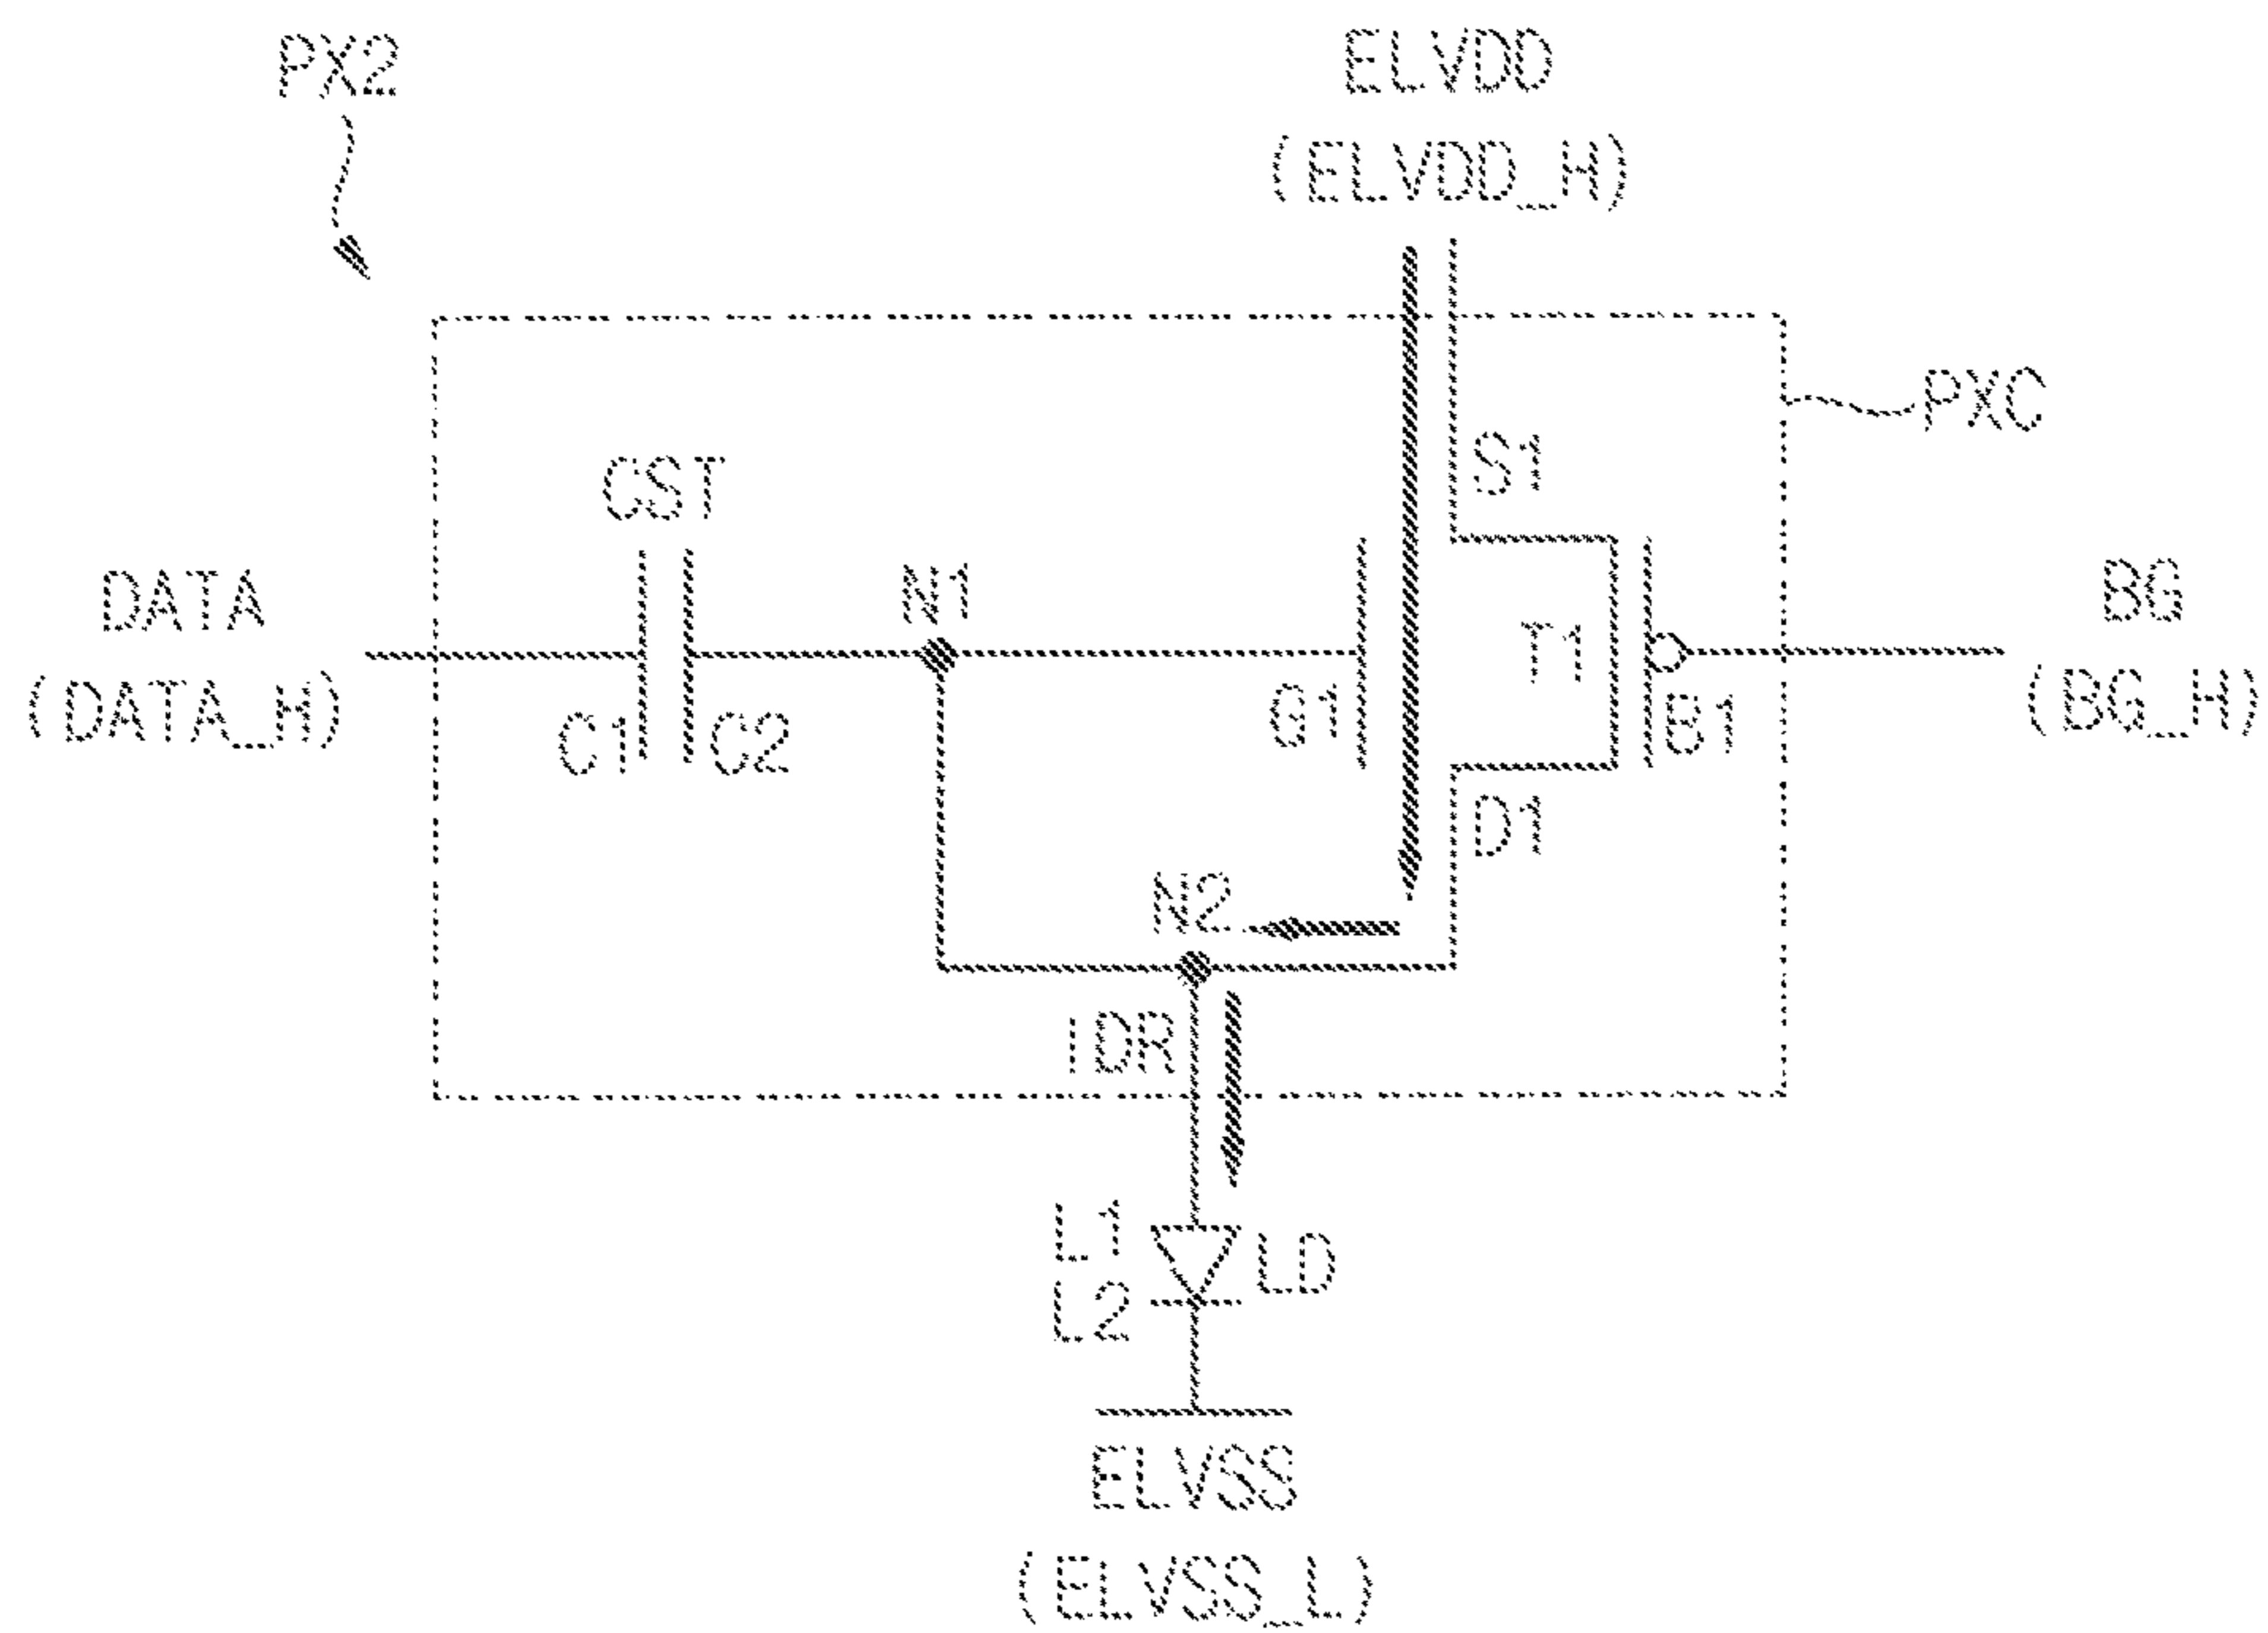 PX2
ELVDD
(ELVDD_H)
PXC
S1
CST
N1
DATA
(DATA_H)
C1
C2
G1
T1
B1
BG
(BG_H)
D1
N2
IDR
L1
L2
LD
ELVSS
(ELVSS_L)